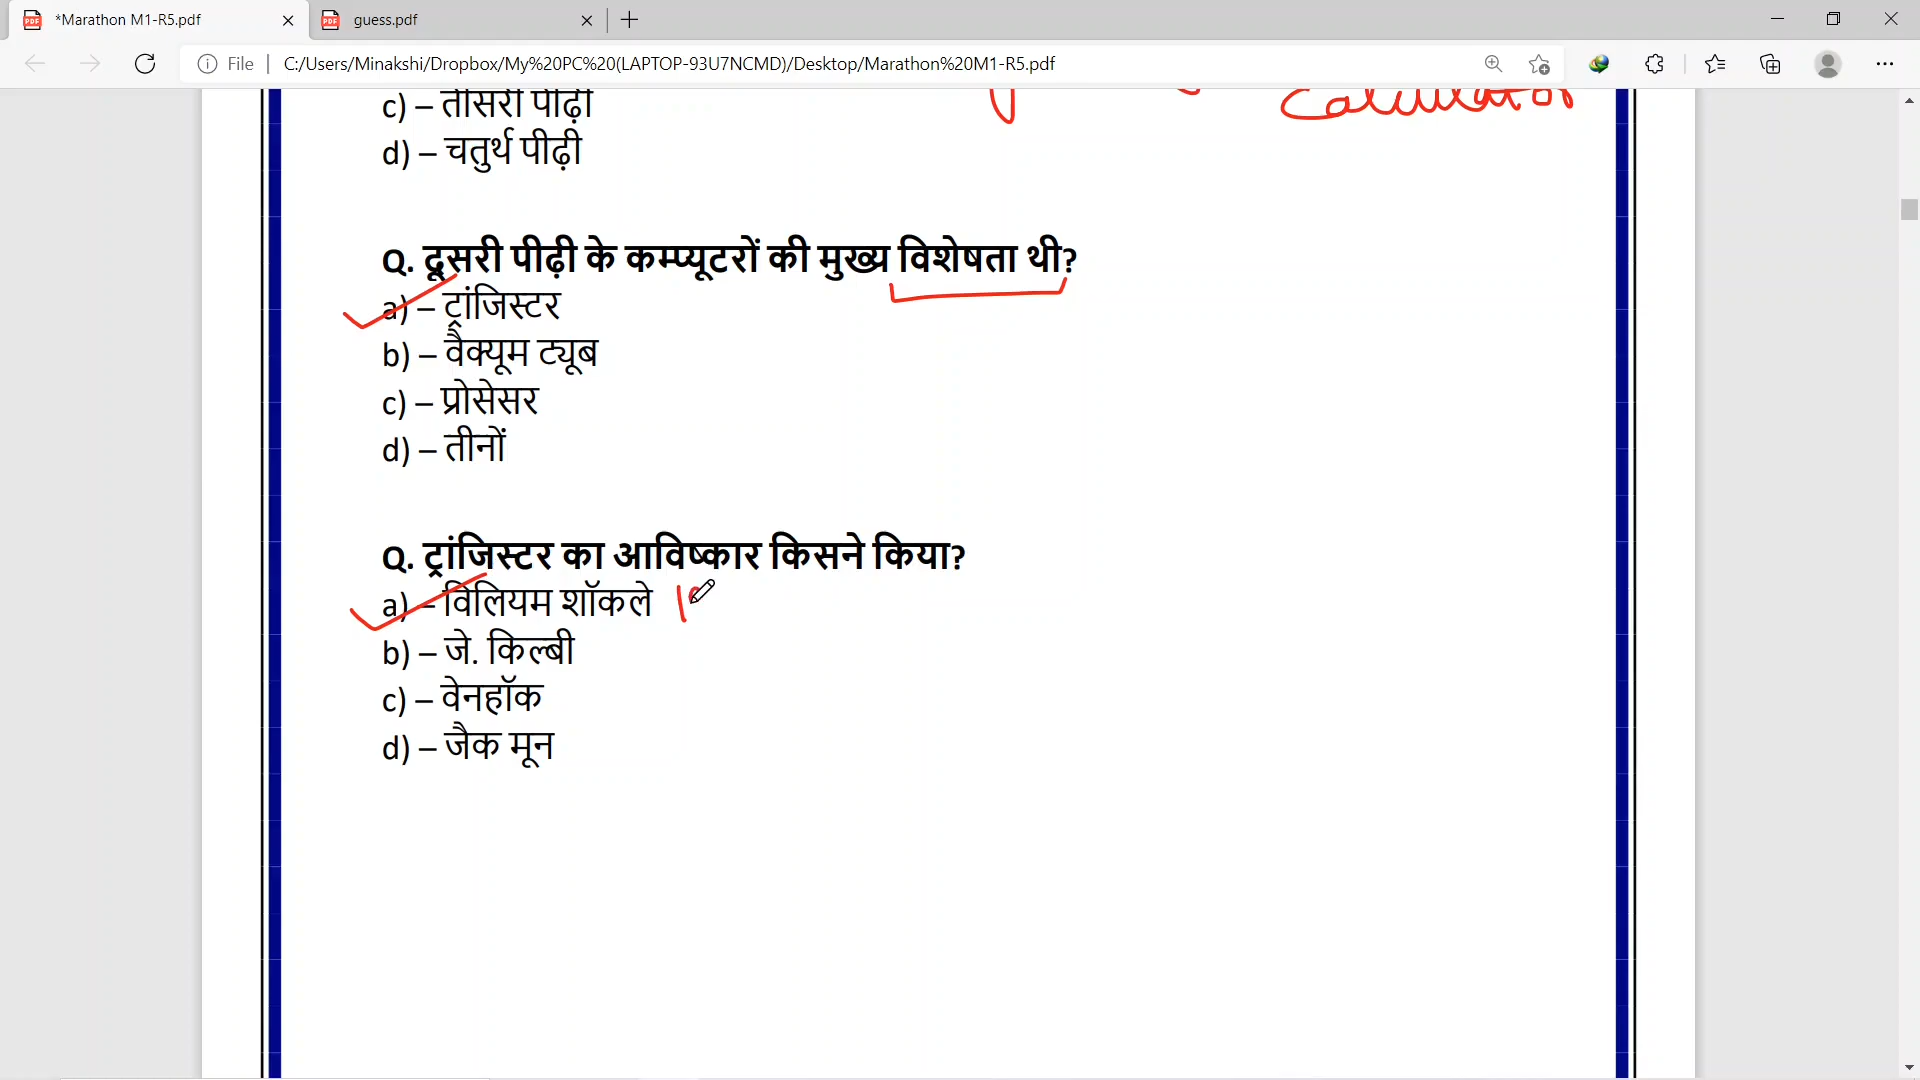 *Marathon M1-R5.pdf
guess.pdf
File
C:/Users/Minakshi/Dropbox/My%20PC%20(LAPTOP-93U7NCMD)/Desktop/Marathon%20M1-R5.pdf
c) – तीसरी पीढ़ी
Calculator
d) – चतुर्थ पीढ़ी
Q. दूसरी पीढ़ी के कम्प्यूटरों की मुख्य विशेषता थी?
a) – ट्रांजिस्टर
b) – वैक्यूम ट्यूब
c) – प्रोसेसर
d) – तीनों
Q. ट्रांजिस्टर का आविष्कार किसने किया?
a) – विलियम शॉकले
b) – जे. किल्बी
c) – वेनहॉक
d) – जैक मून